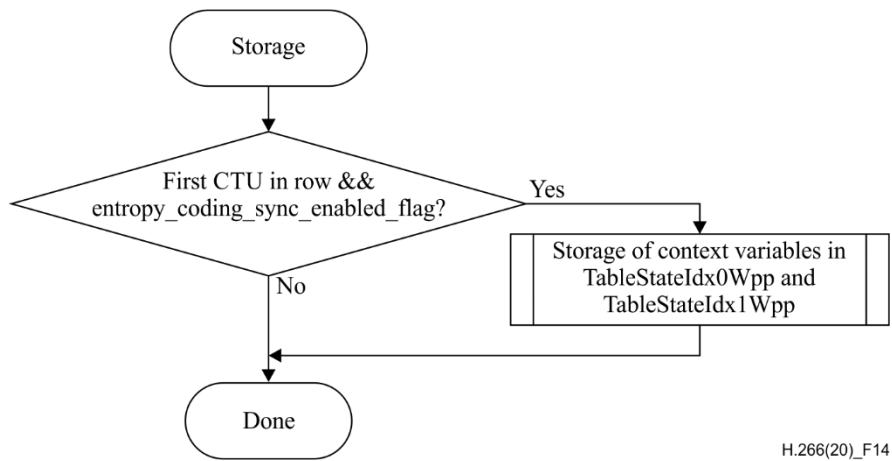 Storage
First CTU in row &&
entropy_coding_sync_enabled_flag?
Yes
Storage of context variables in
TableStateIdx0Wpp and
TableStateIdx1Wpp
No
Done
H.266(20)_F14